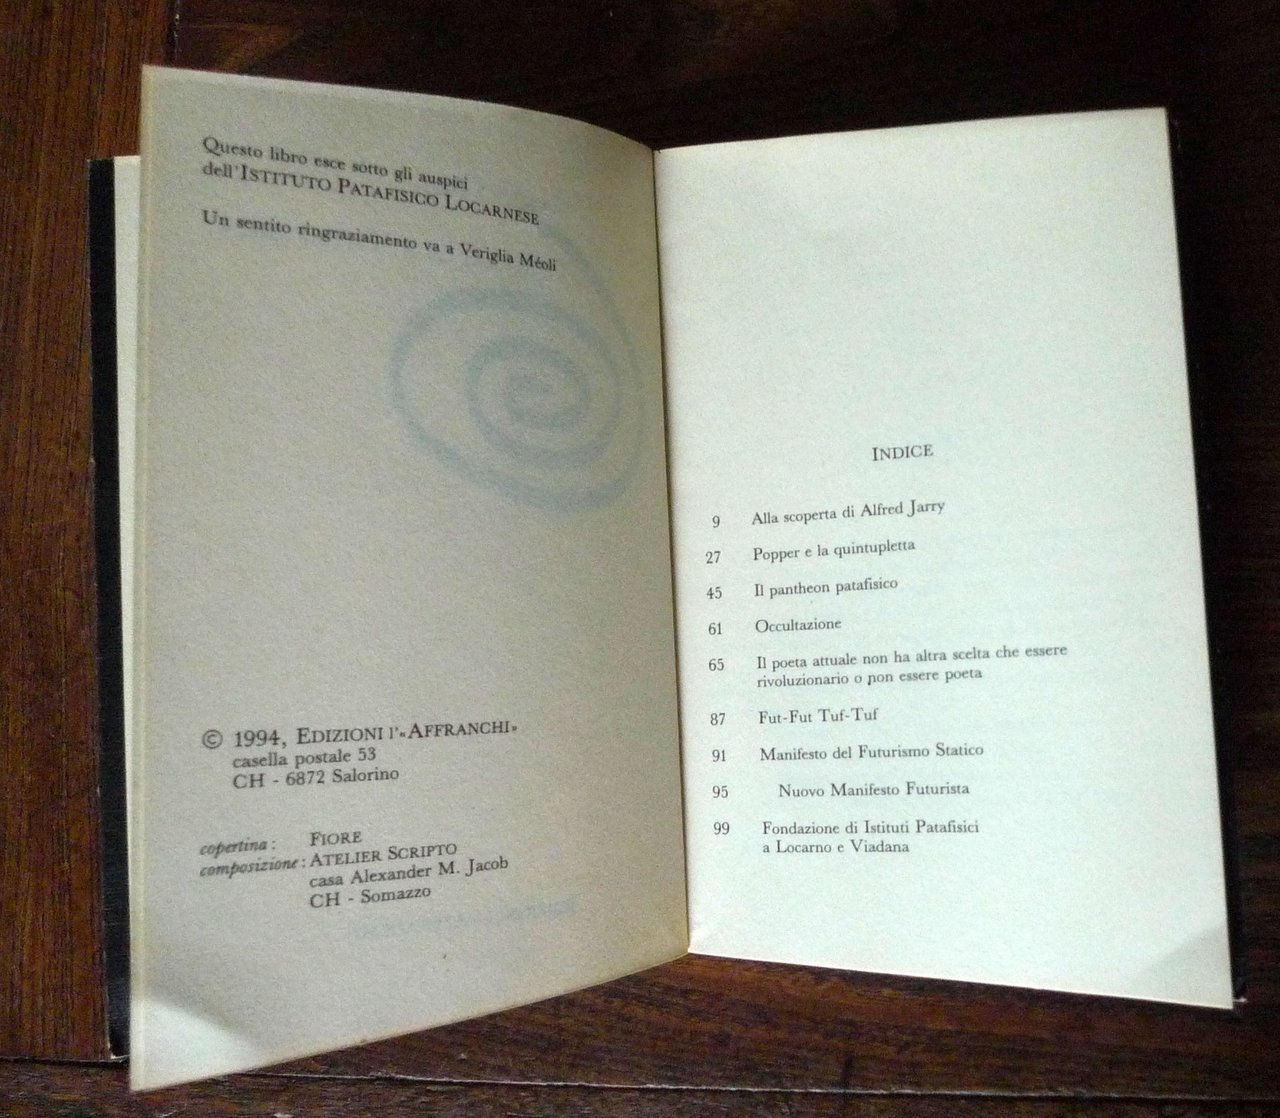 Questo libro esce sotto gli auspici
dell'ISTITUTO PATAFISICO LOCARNESE
Un sentito ringraziamento va a Veriglia Méoli
© 1994, EDIZIONI l'«AFFRANCHI»
casella postale 53
CH - 6872 Salorino
copertina : FIORE
composizione : ATELIER SCRIPTO
casa Alexander M. Jacob
CH - Somazzo
INDICE
9 Alla scoperta di Alfred Jarry
27 Popper e la quintupletta
45 Il pantheon patafisico
61 Occultazione
65 Il poeta attuale non ha altra scelta che essere
rivoluzionario o non essere poeta
87 Fut-Fut Tuf-Tuf
91 Manifesto del Futurismo Statico
95 Nuovo Manifesto Futurista
99 Fondazione di Istituti Patafisici
a Locarno e Viadana